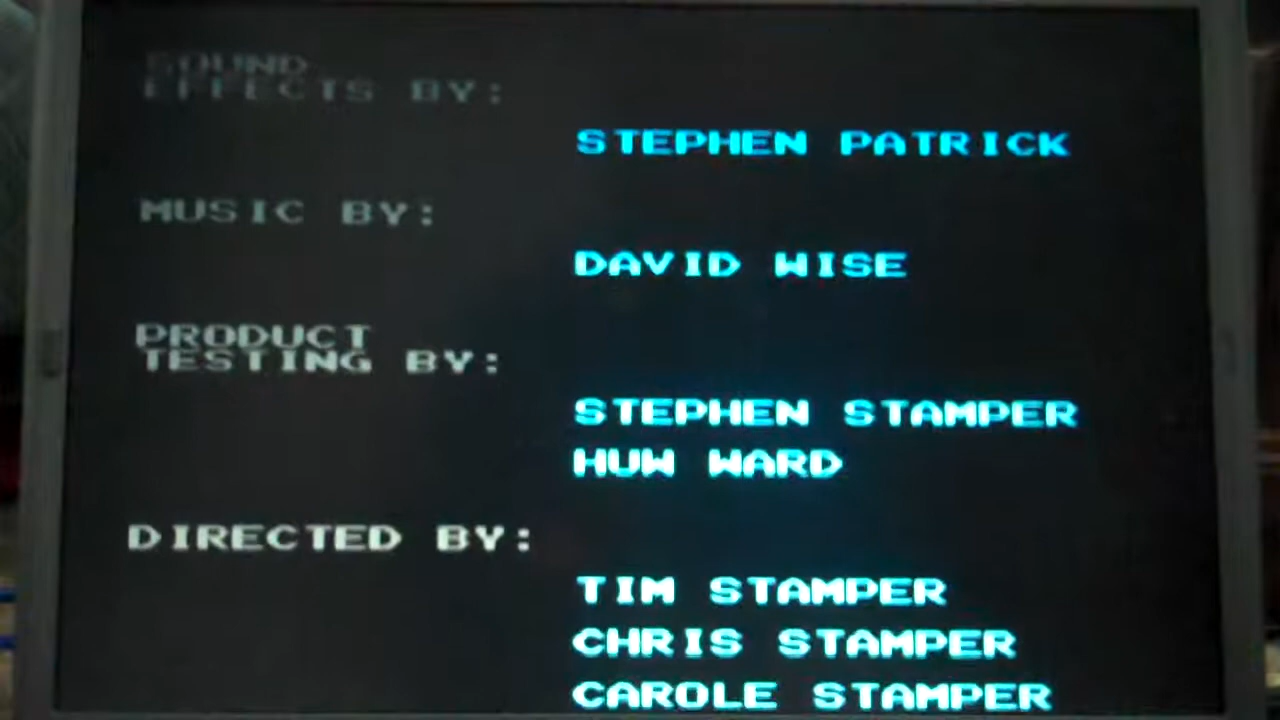 SOUND
EFFECTS BY:
STEPHEN PATRICK
MUSIC BY:
DAVID WISE
PRODUCT
TESTING BY:
STEPHEN STAMPER
HUW WARD
DIRECTED BY:
TIM STAMPER
CHRIS STAMPER
CAROLE STAMPER